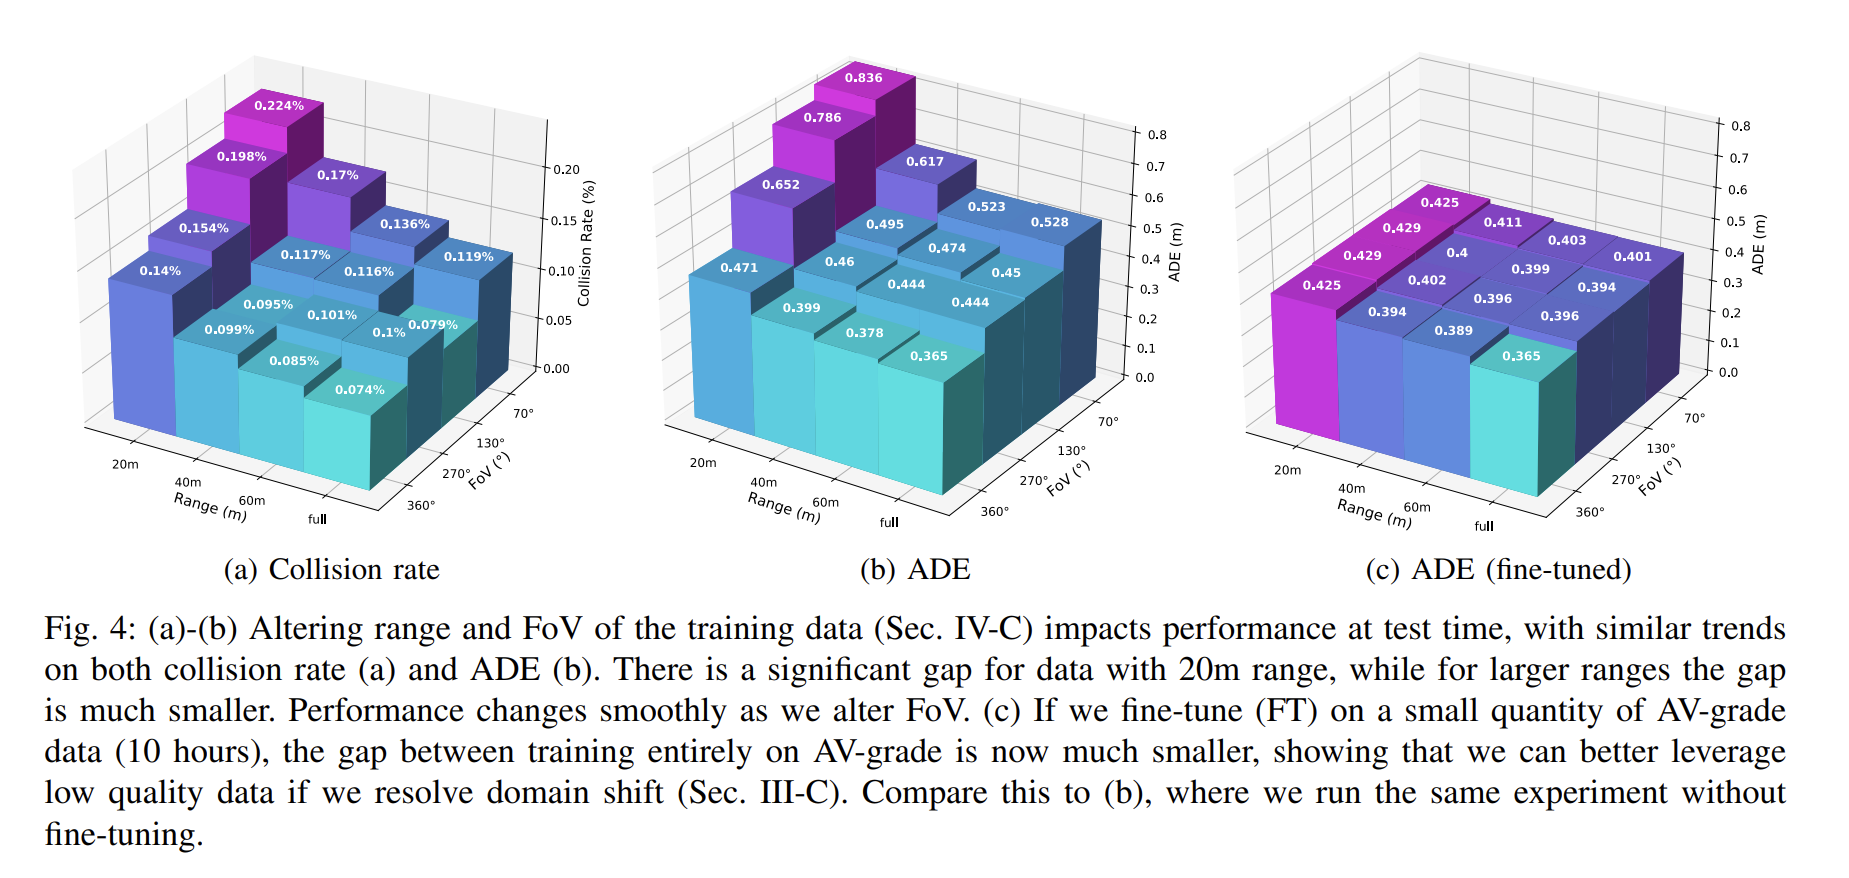 0.224%
0.198%
0.17%
0.154%
0.136%
0.14%
0.117%
0.116%
0.119%
0.095%
0.101%
0.099%
0.1%
0.079%
0.085%
0.074%
0.20
0.15
0.10
0.05
0.00
Collision Rate (%)
20m
40m
60m
full
Range (m)
70°
130°
270°
360°
FoV (°)
(a) Collision rate
0.836
0.786
0.617
0.652
0.523
0.528
0.495
0.474
0.471
0.46
0.45
0.444
0.444
0.399
0.378
0.365
0.8
0.7
0.6
0.5
0.4
0.3
0.2
0.1
0.0
ADE (m)
20m
40m
60m
full
Range (m)
70°
130°
270°
360°
FoV (°)
(b) ADE
0.425
0.411
0.429
0.403
0.401
0.429
0.4
0.399
0.394
0.425
0.402
0.396
0.396
0.394
0.389
0.365
0.8
0.7
0.6
0.5
0.4
0.3
0.2
0.1
0.0
ADE (m)
20m
40m
60m
full
Range (m)
70°
130°
270°
360°
FoV (°)
(c) ADE (fine-tuned)
Fig. 4: (a)-(b) Altering range and FoV of the training data (Sec. IV-C) impacts performance at test time, with similar trends
on both collision rate (a) and ADE (b). There is a significant gap for data with 20m range, while for larger ranges the gap
is much smaller. Performance changes smoothly as we alter FoV. (c) If we fine-tune (FT) on a small quantity of AV-grade
data (10 hours), the gap between training entirely on AV-grade is now much smaller, showing that we can better leverage
low quality data if we resolve domain shift (Sec. III-C). Compare this to (b), where we run the same experiment without
fine-tuning.